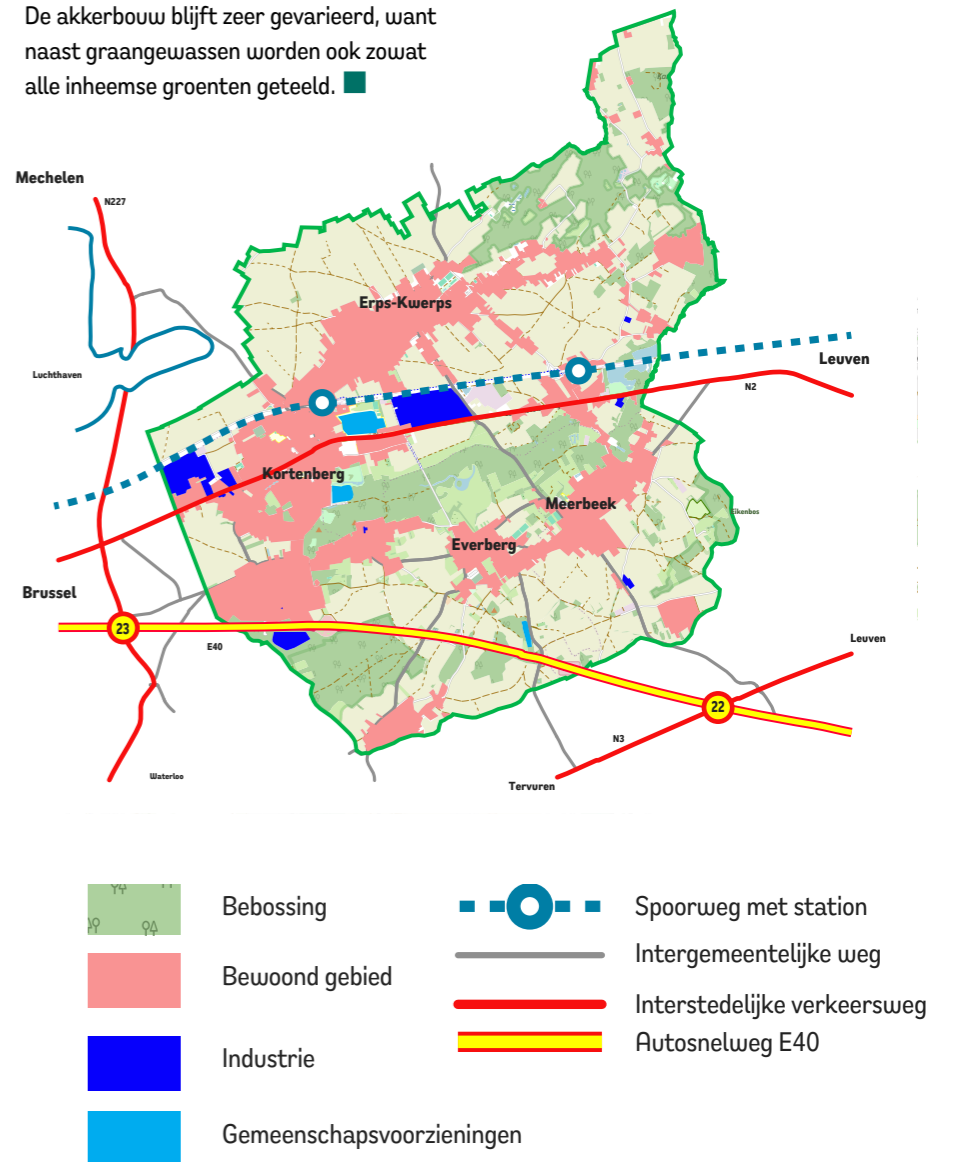 De akkerbouw blijft zeer gevarieerd, want
naast graangewassen worden ook zowat
alle inheemse groenten geteeld.
Mechelen
N227
Erps-Kwerps
Luchthaven
Leuven
N2
Kortenberg
Meerbeek
Eikenbos
Everberg
Brussel
23
E40
Leuven
22
N3
Waterloo
Tervuren
Bebossing
Spoorweg met station
Intergemeentelijke weg
Bewoond gebied
Interstedelijke verkeersweg
Autosnelweg E40
Industrie
Gemeenschapsvoorzieningen